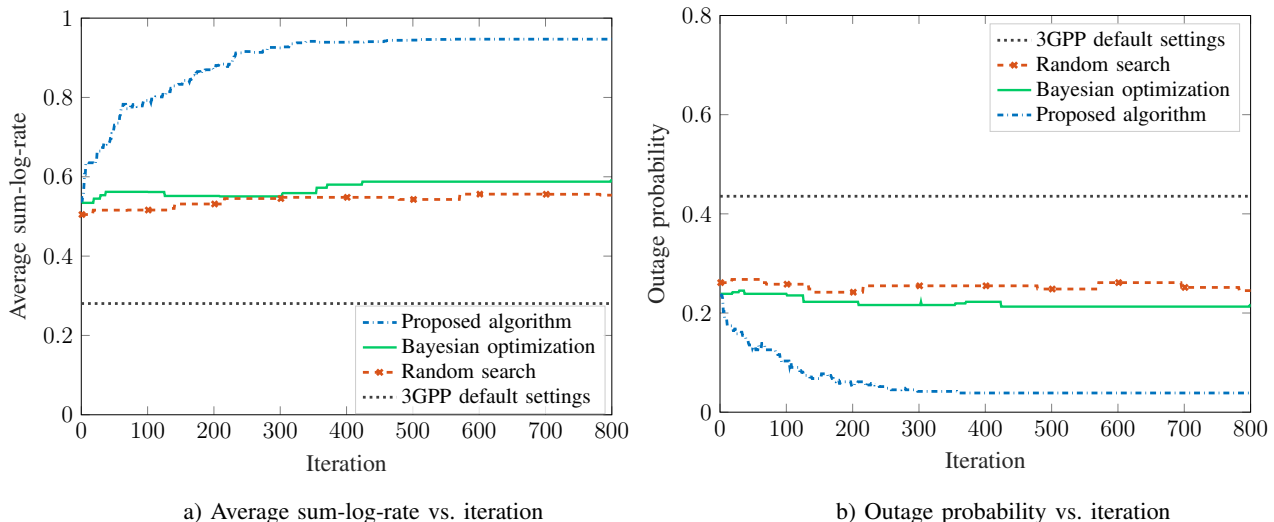 1
0.8
0.6
0.4
0.2
0
Average sum-log-rate
Proposed algorithm
Bayesian optimization
Random search
3GPP default settings
0 100 200 300 400 500 600 700 800
Iteration
a) Average sum-log-rate vs. iteration
0.8
0.6
0.4
0.2
0
Outage probability
3GPP default settings
Random search
Bayesian optimization
Proposed algorithm
0 100 200 300 400 500 600 700 800
Iteration
b) Outage probability vs. iteration